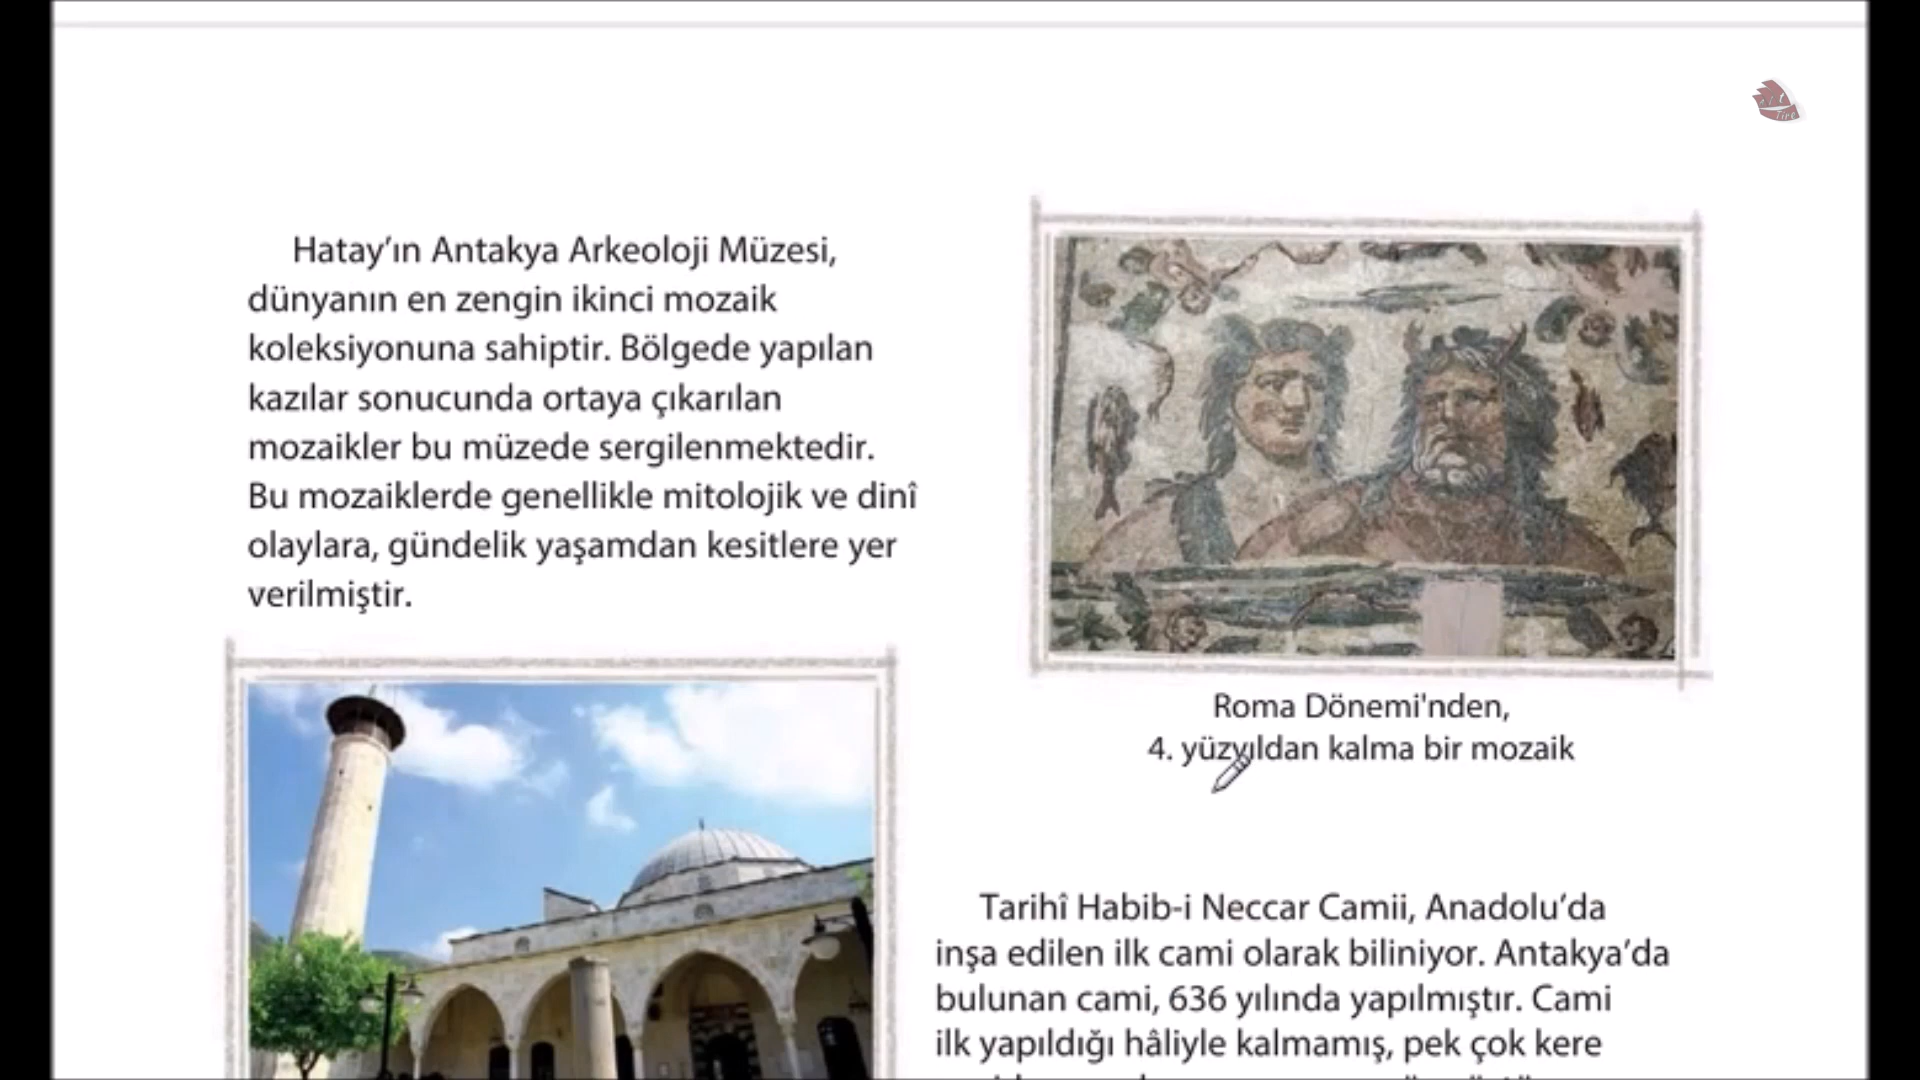 Hatay’ın Antakya Arkeoloji Müzesi,
dünyanın en zengin ikinci mozaik
koleksiyonuna sahiptir. Bölgede yapılan
kazılar sonucunda ortaya çıkarılan
mozaikler bu müzede sergilenmektedir.
Bu mozaiklerde genellikle mitolojik ve dinî
olaylara, gündelik yaşamdan kesitlere yer
verilmiştir.
Roma Dönemi'nden,
4. yüzyıldan kalma bir mozaik
Tarihî Habib-i Neccar Camii, Anadolu’da
inşa edilen ilk cami olarak biliniyor. Antakya’da
bulunan cami, 636 yılında yapılmıştır. Cami
ilk yapıldığı hâliyle kalmamış, pek çok kere